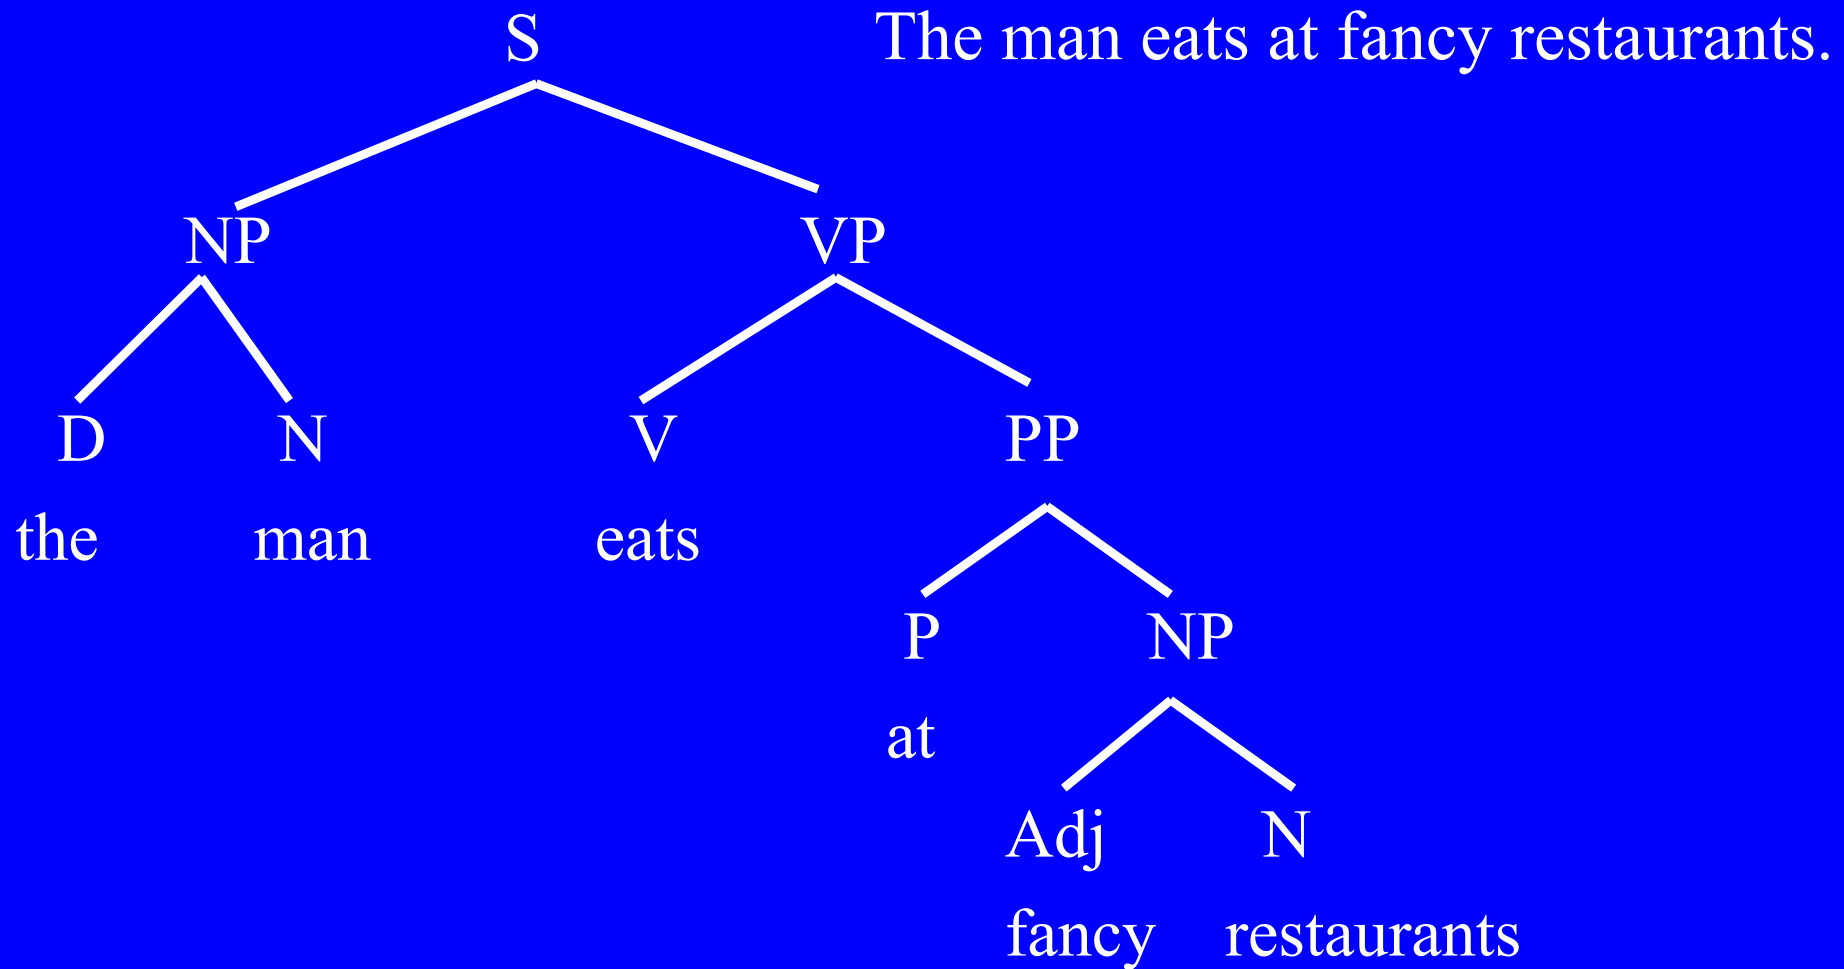 S The man eats at fancy restaurants.
NP VP
D N V PP
the man eats
P NP
at
Adj N
fancy restaurants